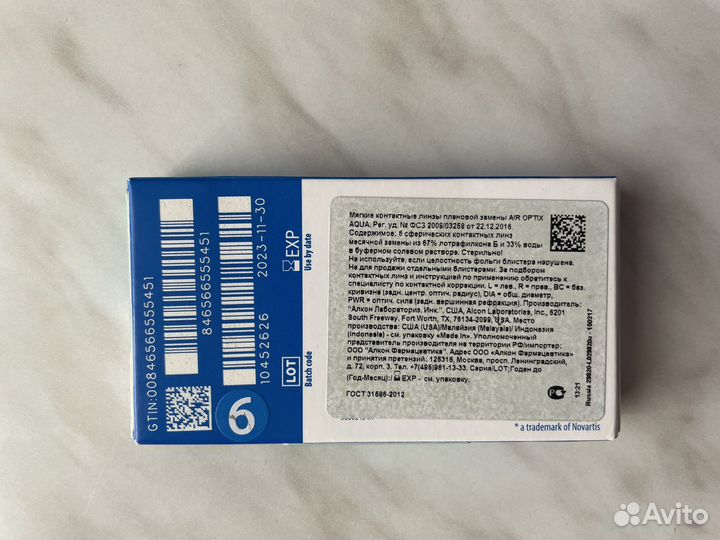 GTIN:00846566555451
846566555451
2023-11-30
10452626
EXP
Use by date
LOT
Batch code
6
Мягкие контактные линзы плановой замены AIR OPTIX
AQUA. Рег. уд. № ФСЗ 2009/03258 от 22.12.2016.
Содержимое: 6 сферических контактных линз
месячной замены из 67% лотрафилкона Б и 33% воды
в буферном солевом растворе. Стерильно!
Не используйте, если целостность фольги блистера нарушена.
Не для продажи отдельными блистерами. За подбором
контактных линз и инструкцией по применению обратитесь к
специалисту по контактной коррекции. L = лев., R = прав., BC = баз.
кривизна (задн. центр. оптич. радиус), DIA = общ. диаметр,
PWR = оптич. сила (задн. вершинная рефракция). Производитель:
"Алкон Лабораториз, Инк.", США, Alcon Laboratories, Inc., 6201
South Freeway, Fort Worth, TX, 76134-2099, USA. Место
производства: США (USA)/Малайзия (Malaysia)/ Индонезия
(Indonesia) - см. упаковку «Made in». Уполномоченный
представитель производителя на территории РФ/импортер:
ООО "Алкон Фармацевтика". Адрес ООО «Алкон Фармацевтика»
и принятия претензий: 125315, Москва, просп. Ленинградский,
д. 72, корп. 3. Тел. +7(495)961-13-33. Серия/LOT; Годен до
(Год-Месяц): EXP - см. упаковку.
ГОСТ 31586-2012
13:21
* a trademark of Novartis
Avito